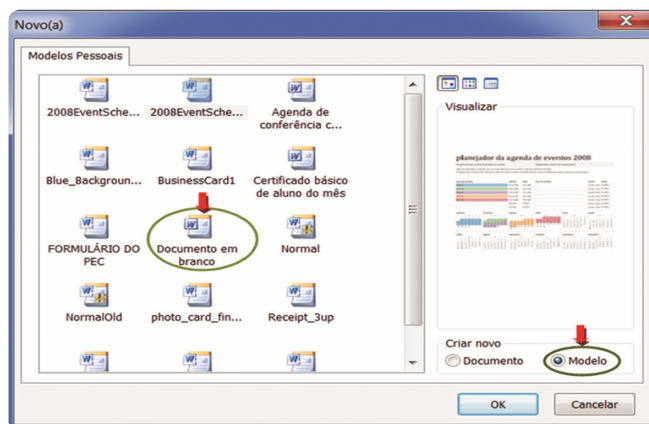 Novo(a)
Modelos Pessoais
2008EventSche...
2008EventSche...
Agenda de
conferência c...
Blue_Backgroun...
BusinessCard1
Certificado básico
de aluno do mês
FORMULÁRIO DO
PEC
Documento em
branco
Normal
NormalOld
photo_card_fin...
Receipt_3up
Visualizar
planejador da agenda de eventos 2008
Criar novo
Documento
Modelo
OK
Cancelar